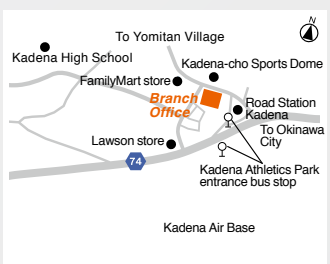 N
To Yomitan Village
Kadena High School
Kadena-cho Sports Dome
FamilyMart store
Branch
Office
Road Station
Kadena
To Okinawa
City
Lawson store
74
Kadena Athletics Park
entrance bus stop
Kadena Air Base